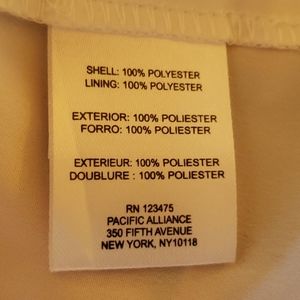 SHELL: 100% POLYESTER
LINING: 100% POLYESTER
EXTERIOR: 100% POLIESTER
FORRO: 100% POLIESTER
EXTERIEUR: 100% POLIESTER
DOUBLURE : 100% POLIESTER
RN 123475
PACIFIC ALLIANCE
350 FIFTH AVENUE
NEW YORK, NY10118